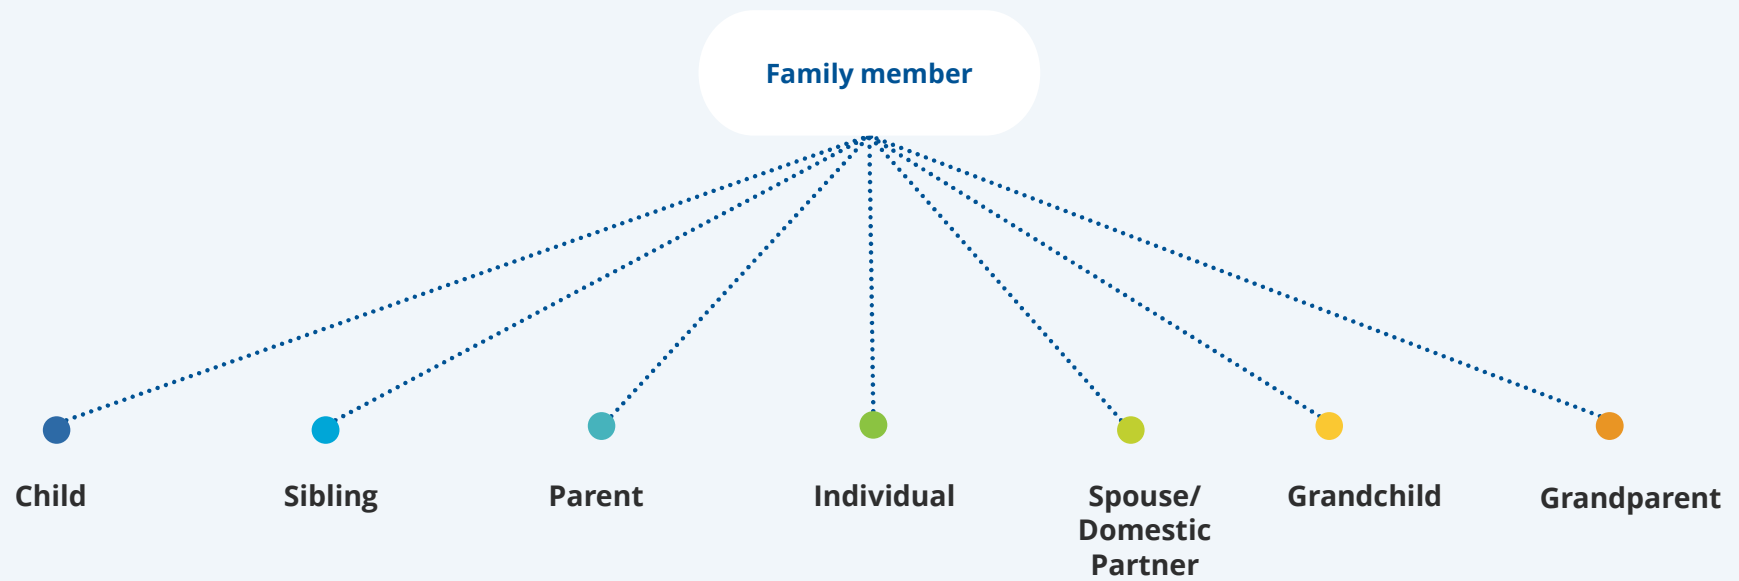 Family member
Child
Sibling
Parent
Individual
Spouse/
Domestic
Partner
Grandchild
Grandparent